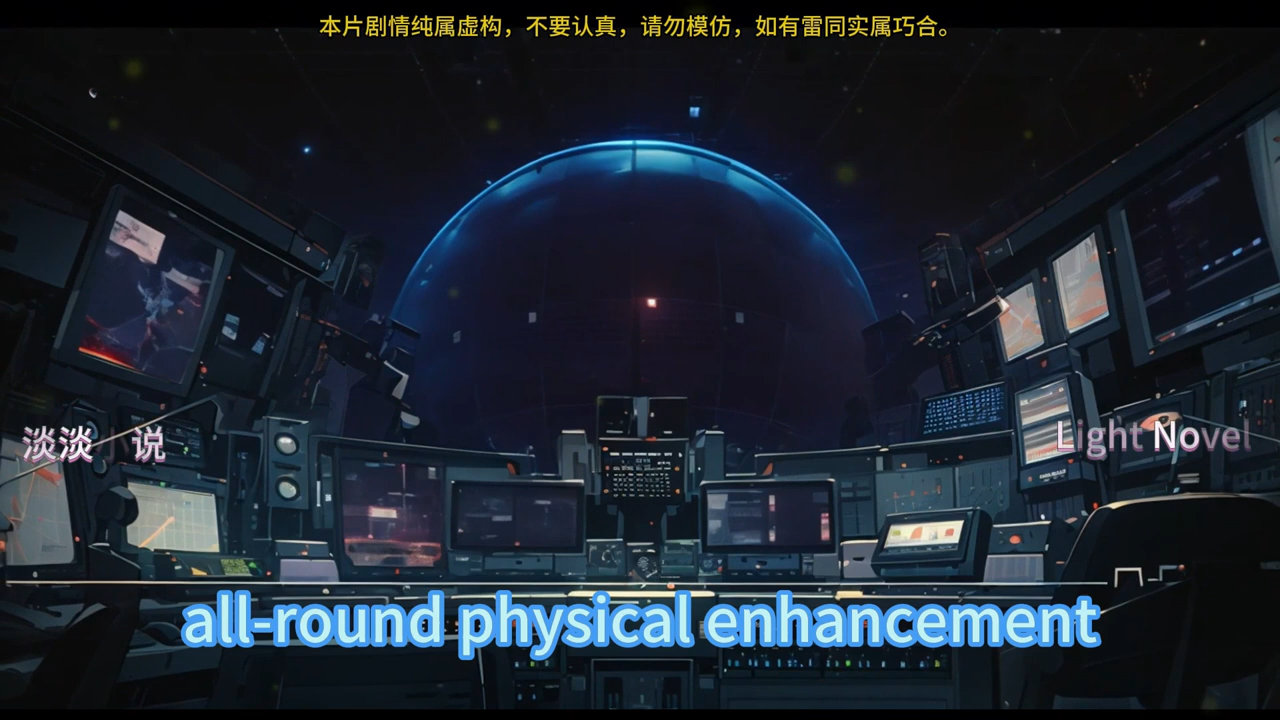 本片剧情纯属虚构，不要认真，请勿模仿，如有雷同实属巧合。
淡淡小说
Light Novel
all-round physical enhancement